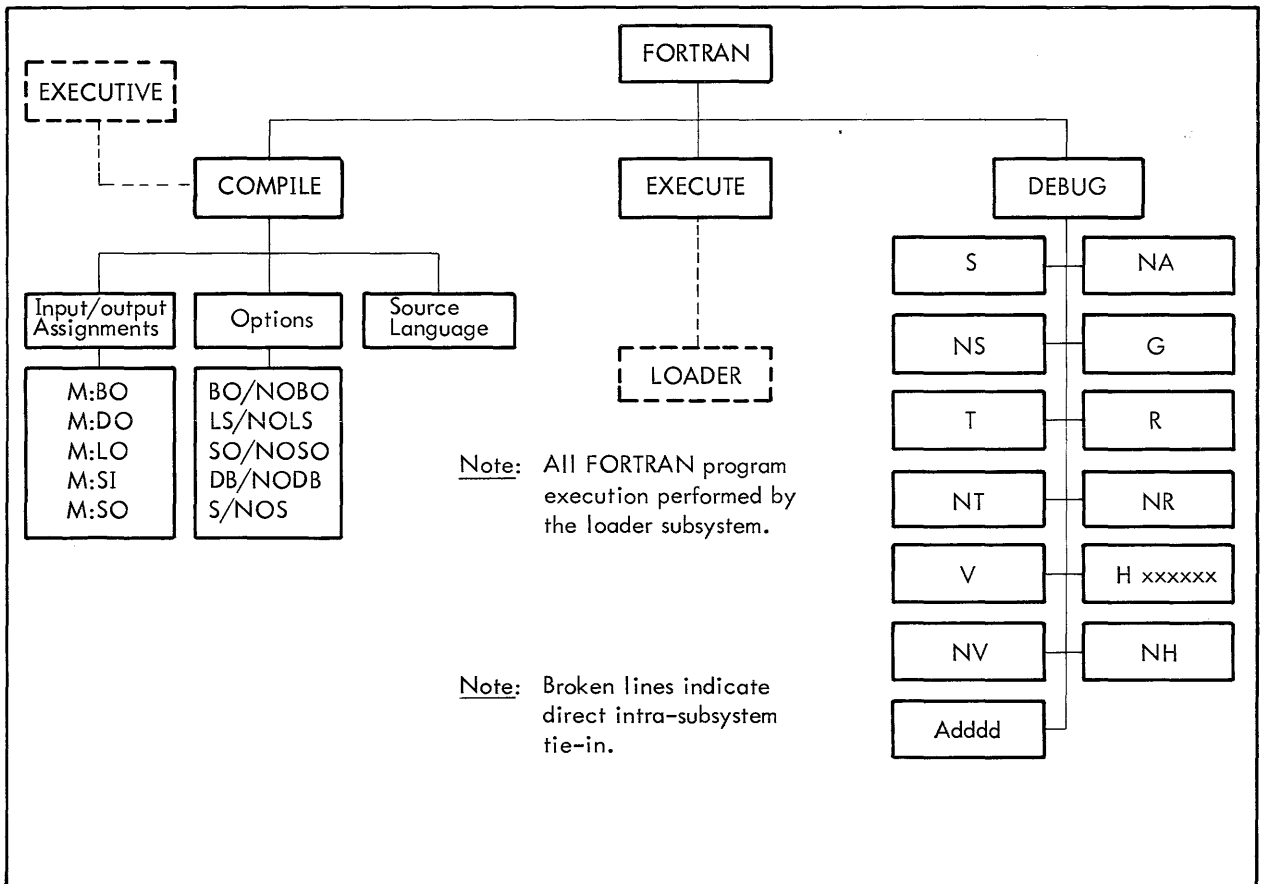 FORTRAN
EXECUTIVE
COMPILE
EXECUTE
DEBUG
Input/output
Assignments
Options
Source
Language
M:BO
M:DO
M:LO
M:SI
M:SO
BO/NOBO
LS/NOLS
SO/NOSO
DB/NODB
S/NOS
LOADER
Note: All FORTRAN program
execution performed by
the loader subsystem.
Note: Broken lines indicate
direct intra-subsystem
tie-in.
S
NA
NS
G
T
R
NT
NR
V
H xxxxxx
NV
NH
Adddd